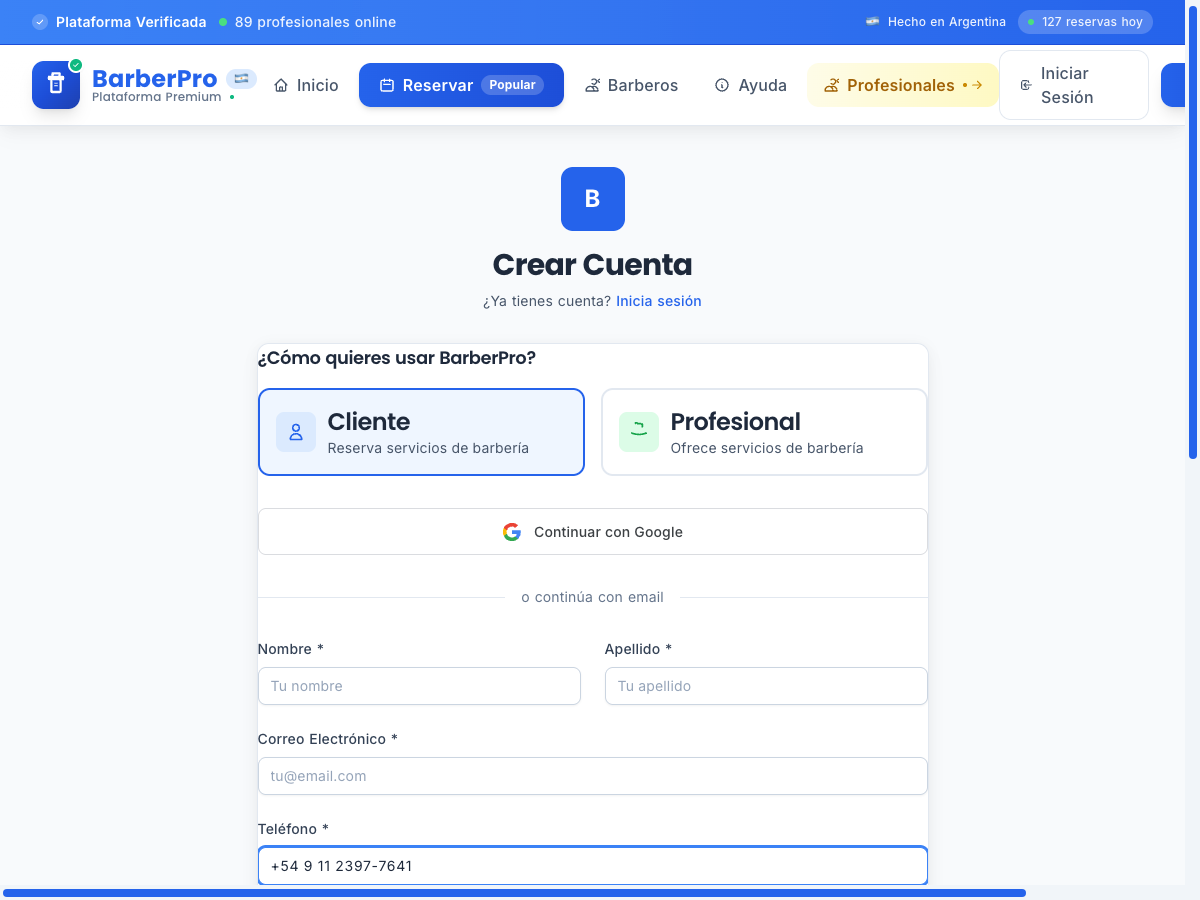 Plataforma Verificada 89 profesionales online
Hecho en Argentina 127 reservas hoy
BarberPro
Plataforma Premium
Inicio
Reservar Popular
Barberos
Ayuda
Profesionales
Iniciar
Sesión
B
Crear Cuenta
¿Ya tienes cuenta? Inicia sesión
¿Cómo quieres usar BarberPro?
Cliente
Reserva servicios de barbería
Profesional
Ofrece servicios de barbería
Continuar con Google
o continúa con email
Nombre * Apellido *
Tu nombre Tu apellido
Correo Electrónico *
tu@email.com
Teléfono *
+54 9 11 2397-7641